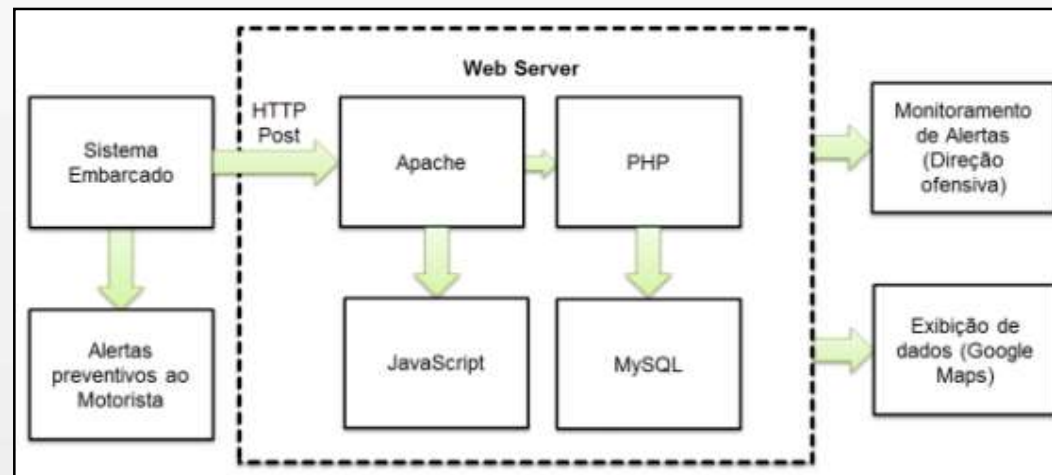 Web Server
Sistema
Embarcado
HTTP
Post
Apache
PHP
Monitoramento
de Alertas
(Direção
ofensiva)
Alertas
preventivos ao
Motorista
JavaScript
MySQL
Exibição de
dados (Google
Maps)